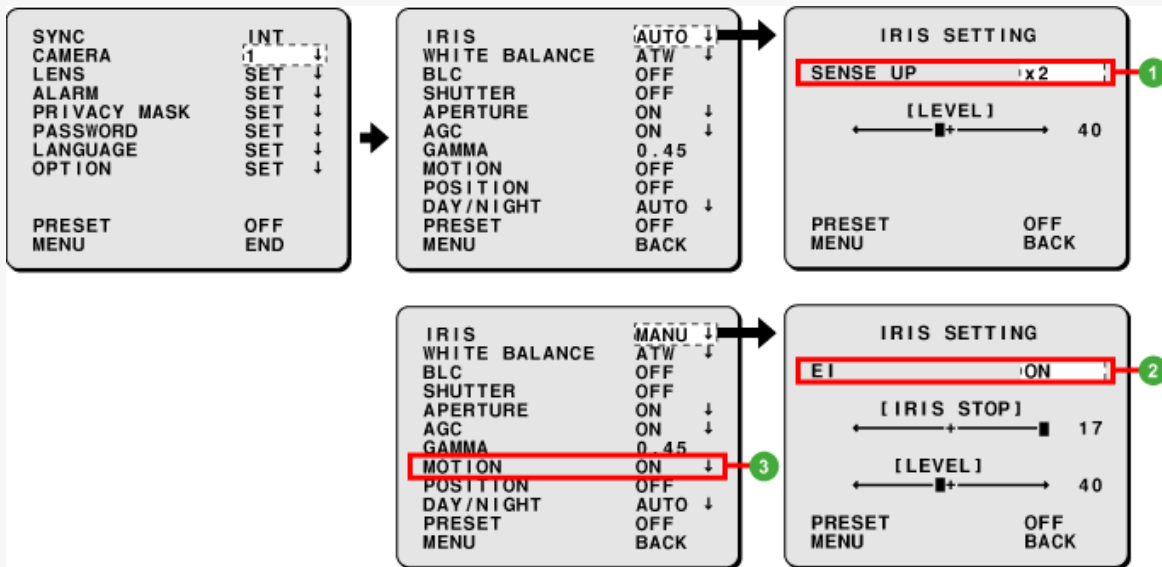 SYNC INT
CAMERA 1 ↓
LENS SET ↓
ALARM SET ↓
PRIVACY MASK SET ↓
PASSWORD SET ↓
LANGUAGE SET ↓
OPTION SET ↓
PRESET OFF
MENU END
IRIS AUTO ↓
WHITE BALANCE ATW ↓
BLC OFF
SHUTTER OFF
APERTURE ON ↓
AGC ON ↓
GAMMA 0.45
MOTION OFF
POSITION OFF
DAY/NIGHT AUTO ↓
PRESET OFF
MENU BACK
IRIS SETTING
SENSE UP x2
1
[LEVEL]
40
PRESET OFF
MENU BACK
IRIS MANU ↓
WHITE BALANCE ATW ↓
BLC OFF
SHUTTER OFF
APERTURE ON ↓
AGC ON ↓
GAMMA 0.45
MOTION ON ↓
3
POSITION OFF
DAY/NIGHT AUTO ↓
PRESET OFF
MENU BACK
IRIS SETTING
EI ON
2
[IRIS STOP]
17
[LEVEL]
40
PRESET OFF
MENU BACK